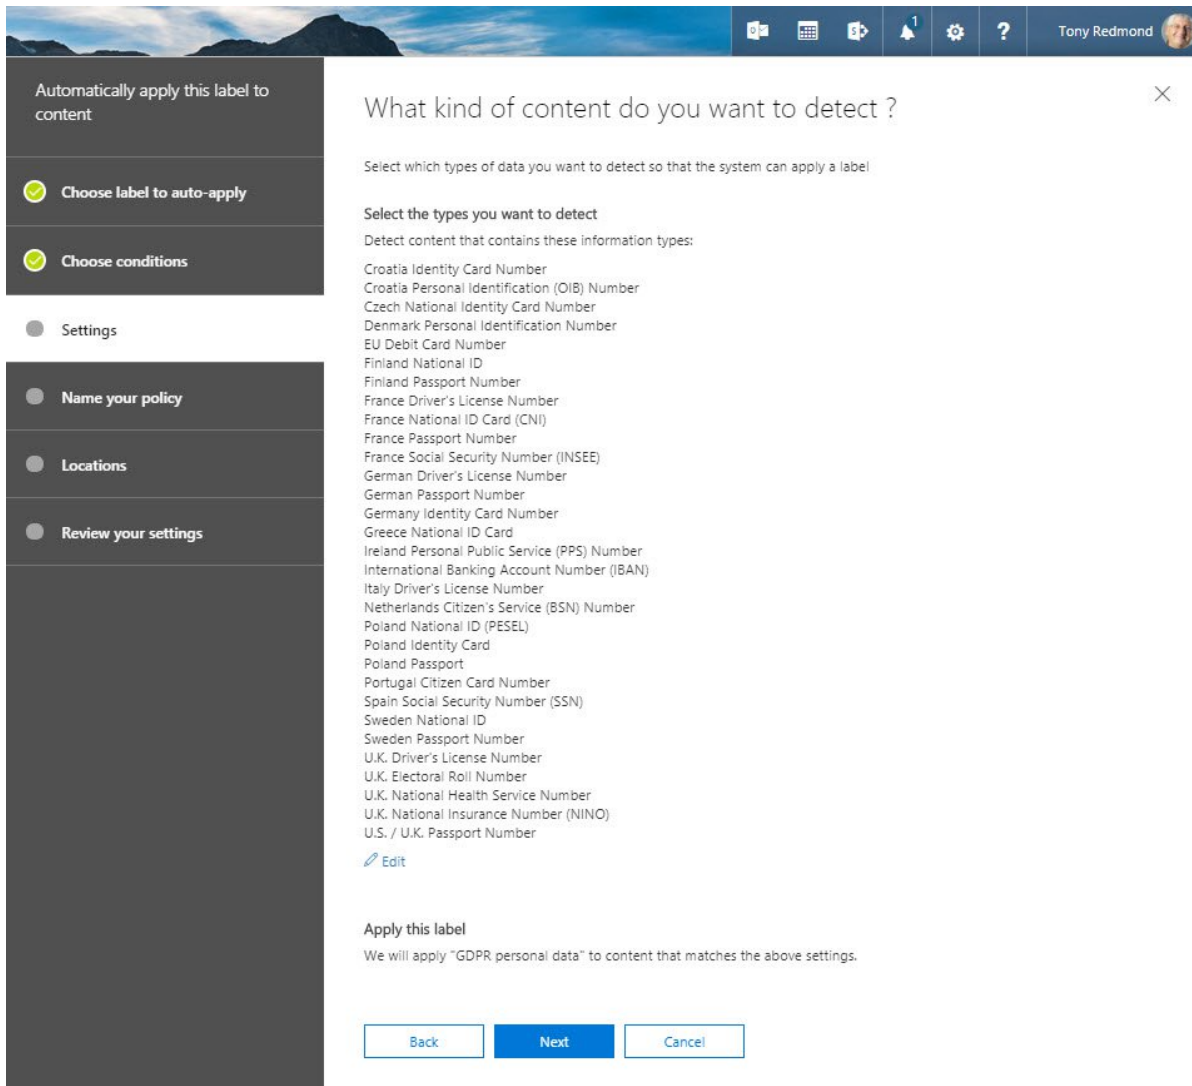 1
?
Tony Redmond
Automatically apply this label to
content
Choose label to auto-apply
Choose conditions
Settings
Name your policy
Locations
Review your settings
What kind of content do you want to detect ?
Select which types of data you want to detect so that the system can apply a label
Select the types you want to detect
Detect content that contains these information types:
Croatia Identity Card Number
Croatia Personal Identification (OIB) Number
Czech National Identity Card Number
Denmark Personal Identification Number
EU Debit Card Number
Finland National ID
Finland Passport Number
France Driver's License Number
France National ID Card (CNI)
France Passport Number
France Social Security Number (INSEE)
German Driver's License Number
German Passport Number
Germany Identity Card Number
Greece National ID Card
Ireland Personal Public Service (PPS) Number
International Banking Account Number (IBAN)
Italy Driver's License Number
Netherlands Citizen's Service (BSN) Number
Poland National ID (PESEL)
Poland Identity Card
Poland Passport
Portugal Citizen Card Number
Spain Social Security Number (SSN)
Sweden National ID
Sweden Passport Number
U.K. Driver's License Number
U.K. Electoral Roll Number
U.K. National Health Service Number
U.K. National Insurance Number (NINO)
U.S. / U.K. Passport Number
Edit
Apply this label
We will apply "GDPR personal data" to content that matches the above settings.
Back
Next
Cancel